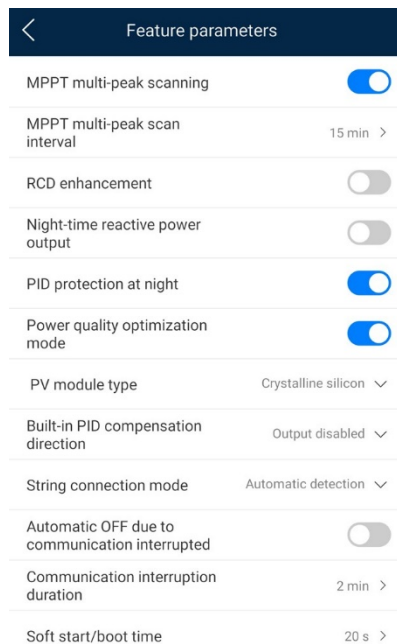 Feature parameters
MPPT multi-peak scanning
MPPT multi-peak scan
interval
15 min
RCD enhancement
Night-time reactive power
output
PID protection at night
Power quality optimization
mode
PV module type
Crystalline silicon
Built-in PID compensation
direction
Output disabled
String connection mode
Automatic detection
Automatic OFF due to
communication interrupted
Communication interruption
duration
2 min
Soft start/boot time
20 s